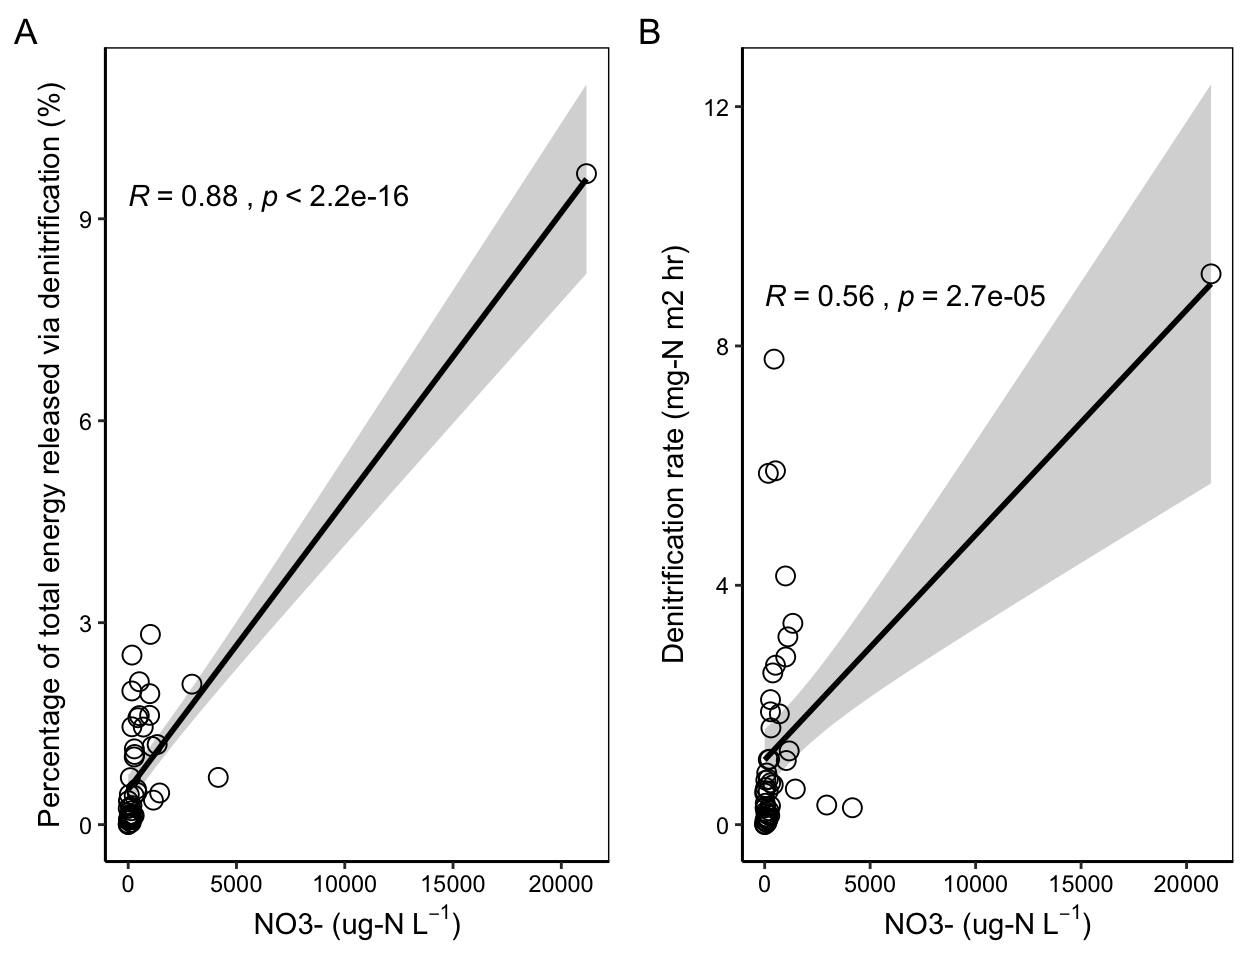 A
Percentage of total energy released via denitrification (%)
R = 0.88 , p < 2.2e-16
9
6
3
0
0 5000 10000 15000 20000
NO3- (ug-N L⁻¹)
B
Denitrification rate (mg-N m2 hr)
R = 0.56 , p = 2.7e-05
12
8
4
0
0 5000 10000 15000 20000
NO3- (ug-N L⁻¹)